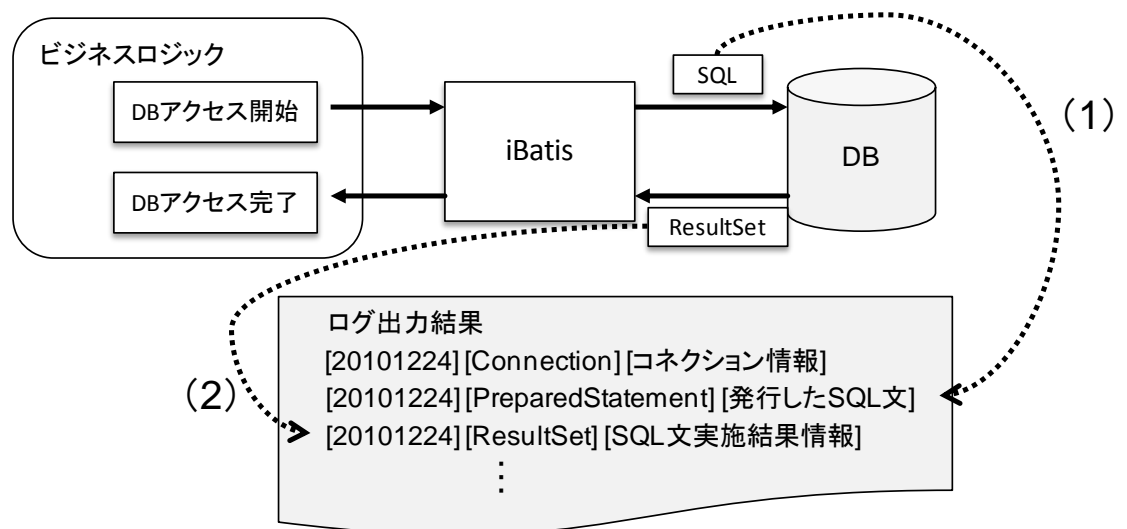 ビジネスロジック
DBアクセス開始
DBアクセス完了
iBatis
SQL
ResultSet
DB
(1)
(2)
ログ出力結果
[20101224][Connection][コネクション情報]
[20101224][PreparedStatement][発行したSQL文]
[20101224][ResultSet][SQL文実施結果情報]
⋮